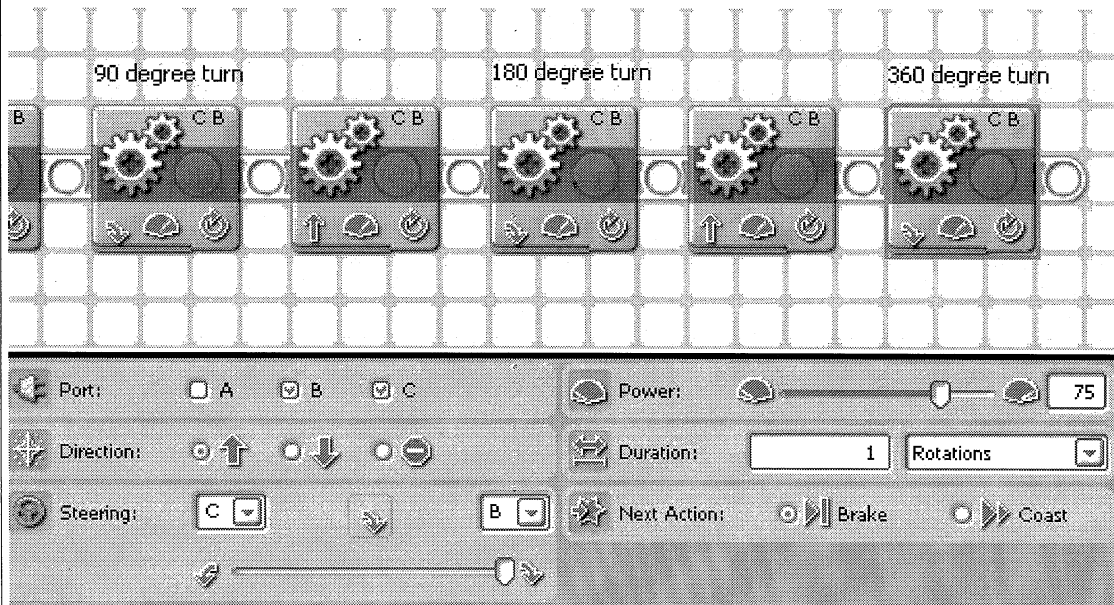 90 degree turn 180 degree turn 360 degree turn
B C B C B C B C B C B
Port: A B C Power: 75
Direction: Duration: 1 Rotations
Steering: C B Next Action: Brake Coast